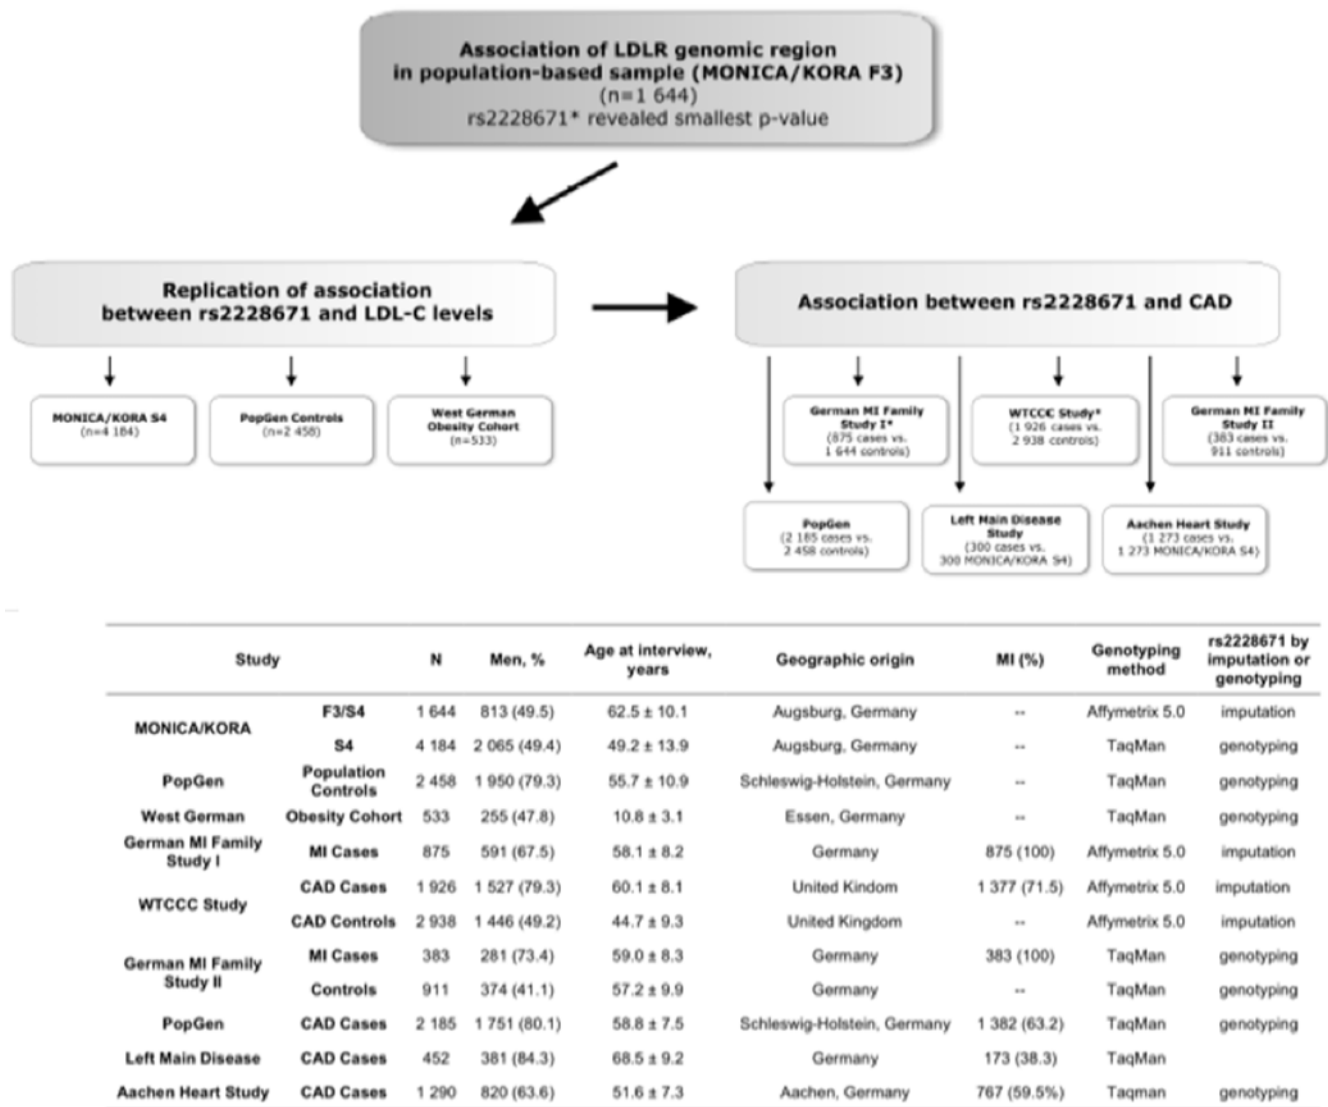 Association of LDLR genomic region
in population-based sample (MONICA/KORA F3)
(n=1 644)
rs2228671* revealed smallest p-value
Replication of association
between rs2228671 and LDL-C levels
Association between rs2228671 and CAD
MONICA/KORA S4
(n=4 184)
PopGen Controls
(n=2 458)
West German
Obesity Cohort
(n=533)
German MI Family
Study I*
(875 cases vs.
1 644 controls)
WTCCC Study*
(1 926 cases vs.
2 938 controls)
German MI Family
Study II
(383 cases vs.
911 controls)
PopGen
(2 185 cases vs.
2 458 controls)
Left Main Disease
Study
(300 cases vs.
300 MONICA/KORA S4)
Aachen Heart Study
(1 273 cases vs.
1 273 MONICA/KORA S4)
Study N Men, % Age at interview, years Geographic origin MI (%) Genotyping method rs2228671 by imputation or genotyping
MONICA/KORA F3/S4 1 644 813 (49.5) 62.5 ± 10.1 Augsburg, Germany -- Affymetrix 5.0 imputation
S4 4 184 2 065 (49.4) 49.2 ± 13.9 Augsburg, Germany -- TaqMan genotyping
PopGen Population Controls 2 458 1 950 (79.3) 55.7 ± 10.9 Schleswig-Holstein, Germany -- TaqMan genotyping
West German Obesity Cohort 533 255 (47.8) 10.8 ± 3.1 Essen, Germany -- TaqMan genotyping
German MI Family Study I MI Cases 875 591 (67.5) 58.1 ± 8.2 Germany 875 (100) Affymetrix 5.0 imputation
WTCCC Study CAD Cases 1 926 1 527 (79.3) 60.1 ± 8.1 United Kindom 1 377 (71.5) Affymetrix 5.0 imputation
CAD Controls 2 938 1 446 (49.2) 44.7 ± 9.3 United Kingdom -- Affymetrix 5.0 imputation
German MI Family Study II MI Cases 383 281 (73.4) 59.0 ± 8.3 Germany 383 (100) TaqMan genotyping
Controls 911 374 (41.1) 57.2 ± 9.9 Germany -- TaqMan genotyping
PopGen CAD Cases 2 185 1 751 (80.1) 58.8 ± 7.5 Schleswig-Holstein, Germany 1 382 (63.2) TaqMan genotyping
Left Main Disease CAD Cases 452 381 (84.3) 68.5 ± 9.2 Germany 173 (38.3) TaqMan
Aachen Heart Study CAD Cases 1 290 820 (63.6) 51.6 ± 7.3 Aachen, Germany 767 (59.5%) Taqman genotyping